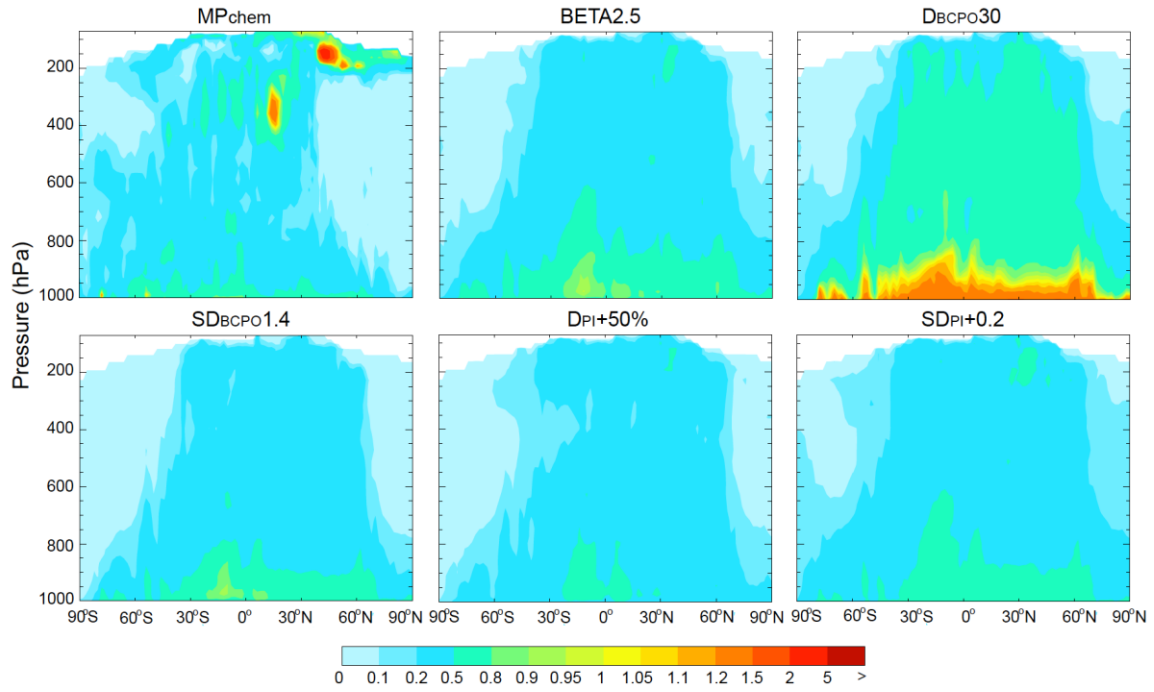 MPchem BETA2.5 DBCPO30
200
400
600
800
1000
Pressure (hPa)
SDBCPO1.4 DPI+50% SDPI+0.2
200
400
600
800
1000
90°S 60°S 30°S 0° 30°N 60°N 90°S 60°S 30°S 0° 30°N 60°N 90°S 60°S 30°S 0° 30°N 60°N 90°N
0 0.1 0.2 0.5 0.8 0.9 0.95 1 1.05 1.1 1.2 1.5 2 5 >